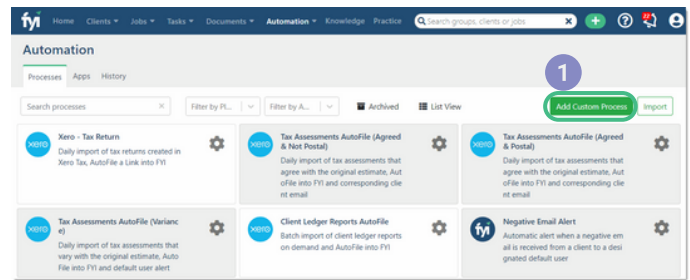 fyi Home Clients Jobs Tasks Documents Automation Knowledge Practice Search groups, clients or jobs
Automation
Processes Apps History
1
Search processes Filter by Pl... Filter by A... Archived List View Add Custom Process Import
xero
Xero - Tax Return
Daily import of tax returns created in
Xero Tax, AutoFile a Link into FYI
xero
Tax Assessments AutoFile (Agreed
& Not Postal)
Daily import of tax assessments that
agree with the original estimate, Aut
oFile into FYI and corresponding clie
nt email
xero
Tax Assessments AutoFile (Agreed
& Postal)
Daily import of tax assessments that
agree with the original estimate, Aut
oFile into FYI and corresponding clie
nt email
xero
Tax Assessments AutoFile (Varianc
e)
Daily import of tax assessments that
vary with the original estimate, Auto
File into FYI and default user alert
xero
Client Ledger Reports AutoFile
Batch import of client ledger reports
on demand and AutoFile into FYI
fyi
Negative Email Alert
Automatic alert when a negative em
ail is received from a client to a desi
gnated default user